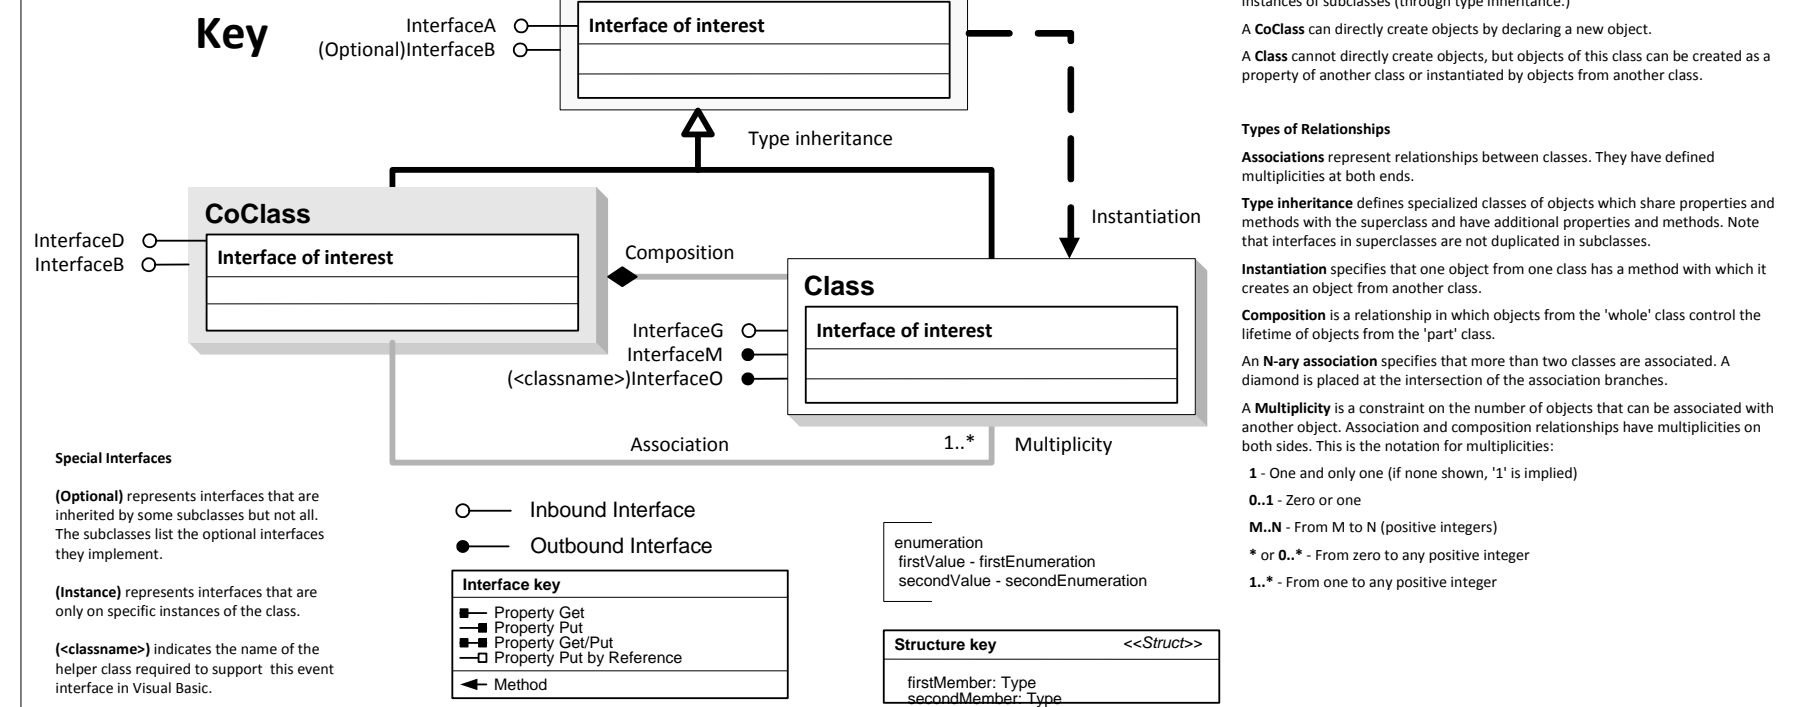 Key
InterfaceA
(Optional)InterfaceB
Interface of interest
Type inheritance
CoClass
Interface of interest
InterfaceD
InterfaceB
Composition
Instantiation
Class
Interface of interest
InterfaceG
InterfaceM
(<classname>)InterfaceO
Association
1..*
Multiplicity
Special Interfaces
(Optional) represents interfaces that are
inherited by some subclasses but not all.
The subclasses list the optional interfaces
they implement.
(Instance) represents interfaces that are
only on specific instances of the class.
(<classname>) indicates the name of the
helper class required to support this event
interface in Visual Basic.
Inbound Interface
Outbound Interface
Interface key
Property Get
Property Put
Property Get/Put
Property Put by Reference
Method
enumeration
firstValue - firstEnumeration
secondValue - secondEnumeration
Structure key <<Struct>>
firstMember: Type
secondMember: Type
instances of subclasses (through type inheritance.)
A CoClass can directly create objects by declaring a new object.
A Class cannot directly create objects, but objects of this class can be created as a
property of another class or instantiated by objects from another class.
Types of Relationships
Associations represent relationships between classes. They have defined
multiplicities at both ends.
Type inheritance defines specialized classes of objects which share properties and
methods with the superclass and have additional properties and methods. Note
that interfaces in superclasses are not duplicated in subclasses.
Instantiation specifies that one object from one class has a method with which it
creates an object from another class.
Composition is a relationship in which objects from the 'whole' class control the
lifetime of objects from the 'part' class.
An N-ary association specifies that more than two classes are associated. A
diamond is placed at the intersection of the association branches.
A Multiplicity is a constraint on the number of objects that can be associated with
another object. Association and composition relationships have multiplicities on
both sides. This is the notation for multiplicities:
1 - One and only one (if none shown, '1' is implied)
0..1 - Zero or one
M..N - From M to N (positive integers)
* or 0..* - From zero to any positive integer
1..* - From one to any positive integer